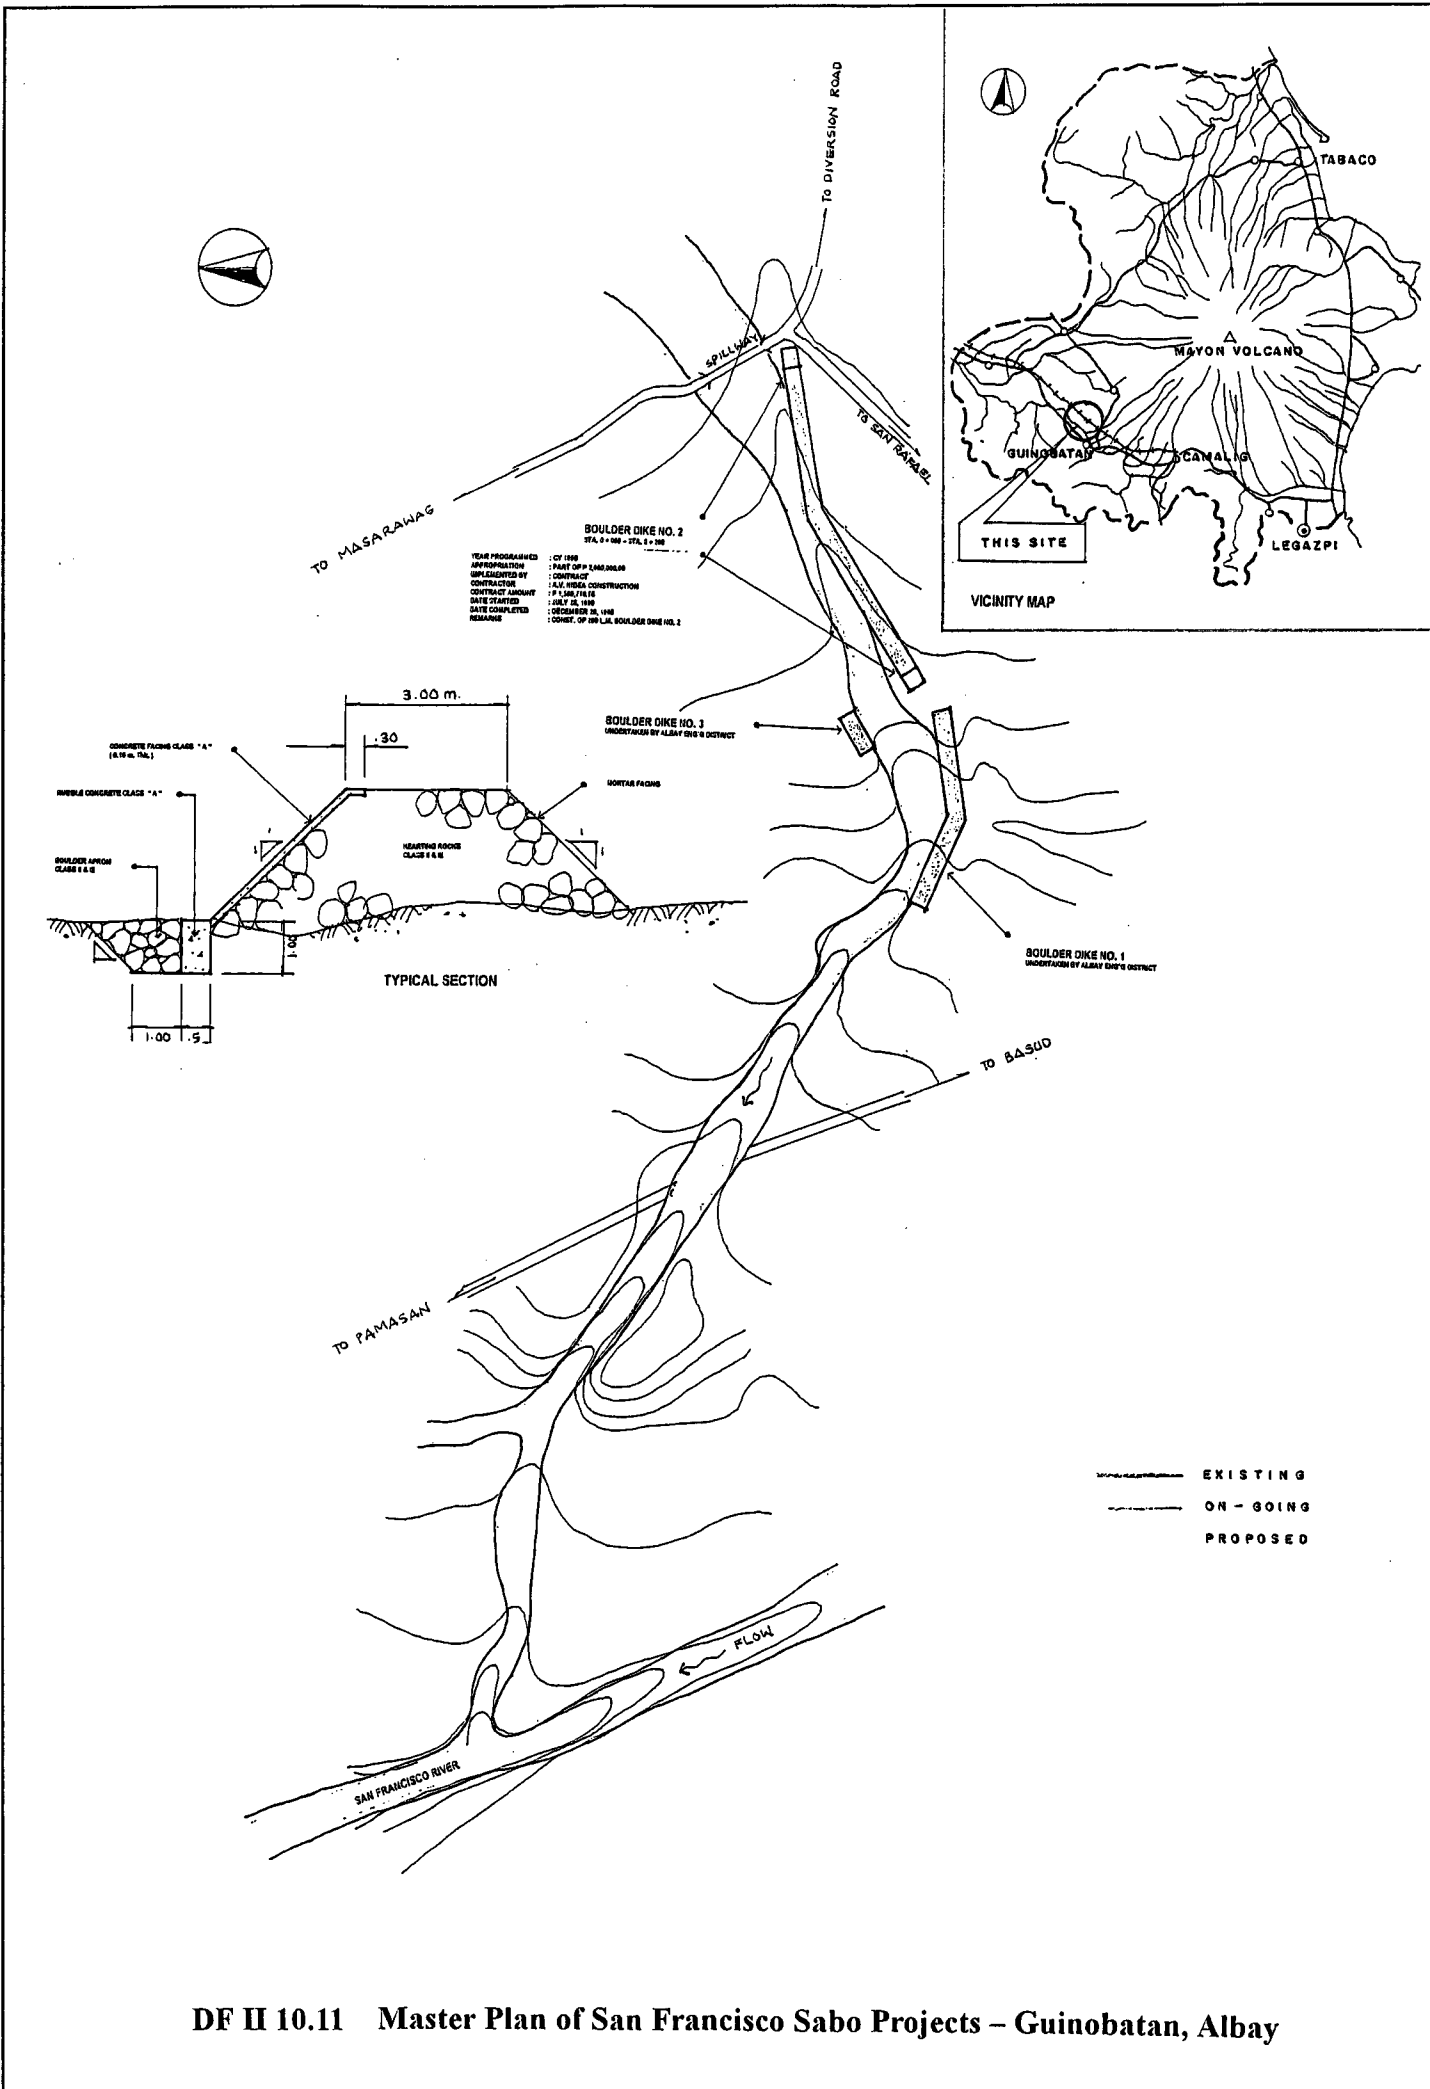 TO DIVERSION ROAD
TABACO
MAYON VOLCANO
GUINOBATAN
CAMALIG
THIS SITE
LEGAZPI
VICINITY MAP
SPILLWAY
TO SAN RAFAEL
TO MASARAWAG
BOULDER DIKE NO. 2
YEAR PROGRAMMED
APPROPRIATION
IMPLEMENTED BY : CONTRACT
CONTRACTOR
CONTRACT AMOUNT
DATE STARTED
DATE COMPLETED
REMARKS
3.00 m.
.30
CONCRETE FACING CLASS "A"
RUBBLE CONCRETE CLASS "A"
BOULDER APRON
MORTAR FACING
HEARTING ROCKS
1.00
1.00 .5
TYPICAL SECTION
BOULDER DIKE NO. 3
UNDERTAKEN BY ALBAY ENG'G DISTRICT
BOULDER DIKE NO. 1
UNDERTAKEN BY ALBAY ENG'G DISTRICT
TO BASUD
TO PAMASAN
EXISTING
ON - GOING
PROPOSED
FLOW
SAN FRANCISCO RIVER
DF II 10.11 Master Plan of San Francisco Sabo Projects – Guinobatan, Albay